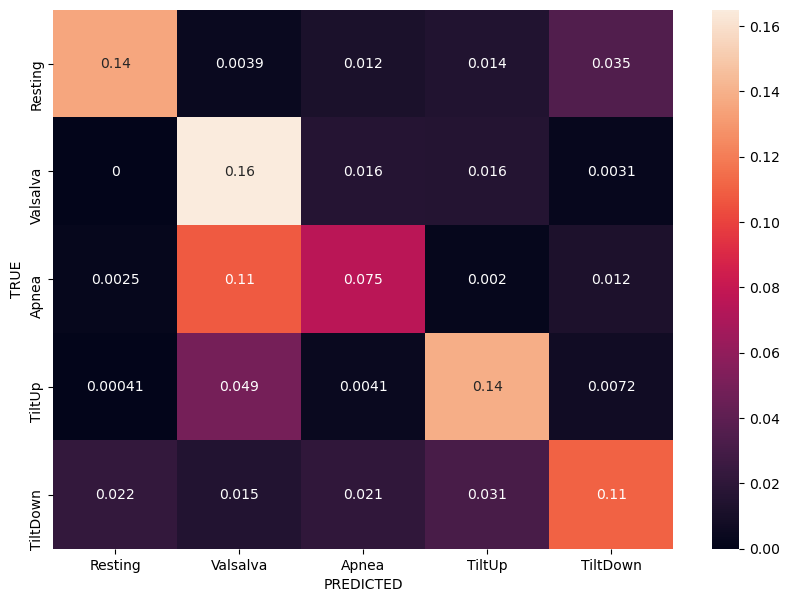 Resting 0.14 0.0039 0.012 0.014 0.035
Valsalva 0 0.16 0.016 0.016 0.0031
Apnea 0.0025 0.11 0.075 0.002 0.012
TiltUp 0.00041 0.049 0.0041 0.14 0.0072
TiltDown 0.022 0.015 0.021 0.031 0.11
TRUE
Resting Valsalva Apnea TiltUp TiltDown
PREDICTED
0.16
0.14
0.12
0.10
0.08
0.06
0.04
0.02
0.00